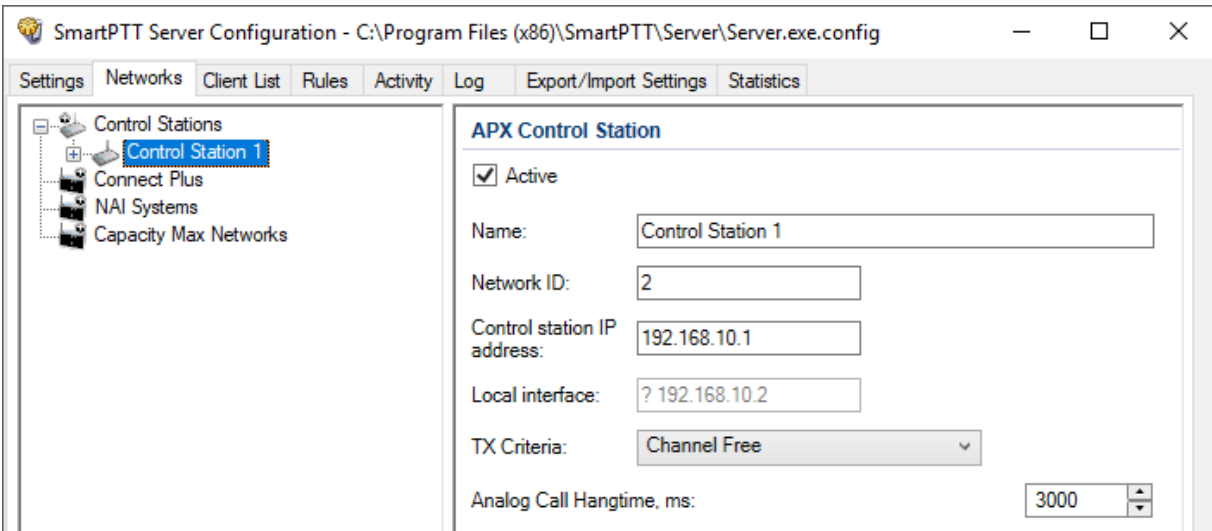 SmartPTT Server Configuration - C:\Program Files (x86)\SmartPTT\Server\Server.exe.config
Settings Networks Client List Rules Activity Log Export/Import Settings Statistics
Control Stations
Control Station 1
Connect Plus
NAI Systems
Capacity Max Networks
APX Control Station
Active
Name: Control Station 1
Network ID: 2
Control station IP
address: 192.168.10.1
Local interface: ? 192.168.10.2
TX Criteria: Channel Free
Analog Call Hangtime, ms: 3000